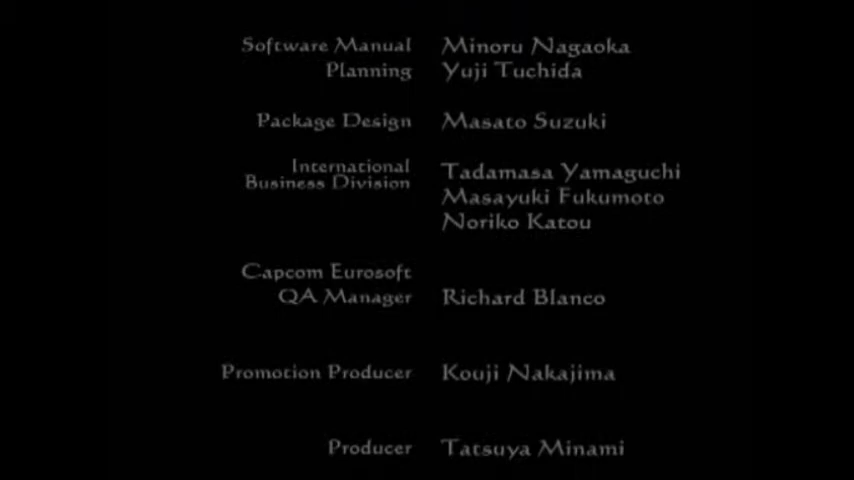 Software Manual Minoru Nagaoka
Planning Yuji Tuchida
Package Design Masato Suzuki
International
Business Division Tadamasa Yamaguchi
Masayuki Fukumoto
Noriko Katou
Capcom Eurosoft
QA Manager Richard Blanco
Promotion Producer Kouji Nakajima
Producer Tatsuya Minami